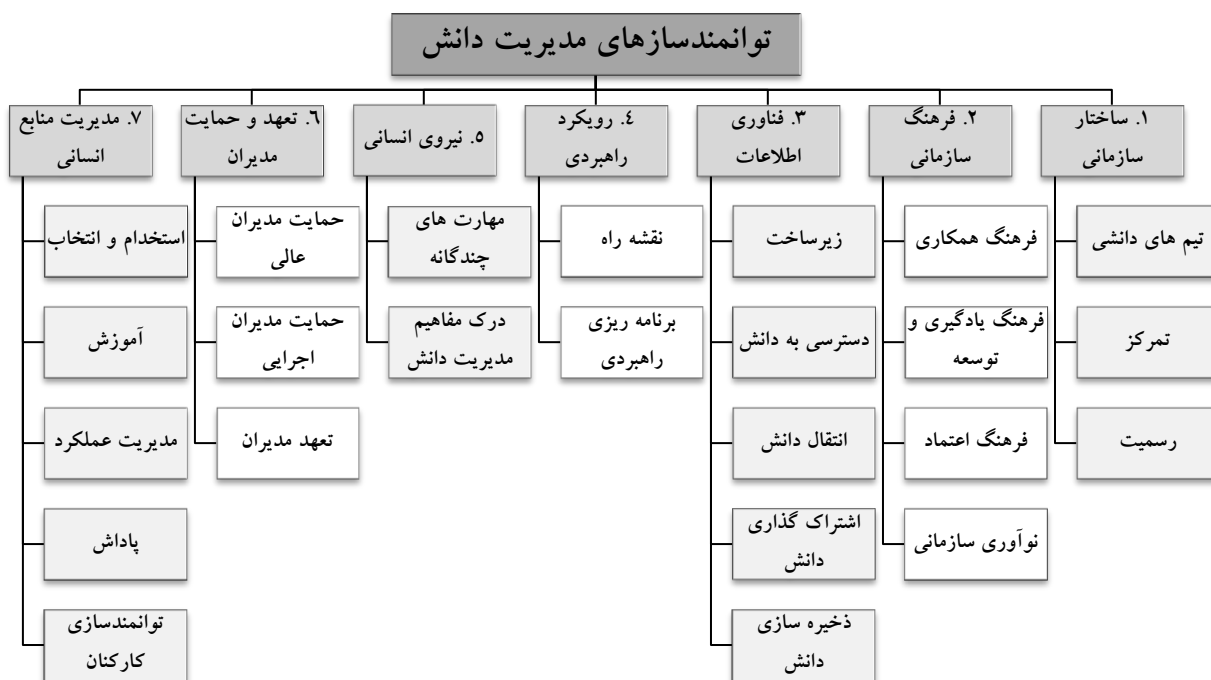 توانمندسازهای مدیریت دانش
۱. ساختار
سازمانی
تیم های دانشی
تمرکز
رسمیت
۲. فرهنگ
سازمانی
فرهنگ همکاری
فرهنگ یادگیری و
توسعه
فرهنگ اعتماد
نوآوری سازمانی
۳. فناوری
اطلاعات
زیرساخت
دسترسی به دانش
انتقال دانش
اشتراک گذاری
دانش
ذخیره سازی
دانش
۴. رویکرد
راهبردی
نقشه راه
برنامه ریزی
راهبردی
۵. نیروی انسانی
مهارت های
چندگانه
درک مفاهیم
مدیریت دانش
۶. تعهد و حمایت
مدیران
حمایت مدیران
عالی
حمایت مدیران
اجرایی
تعهد مدیران
۷. مدیریت منابع
انسانی
استخدام و انتخاب
آموزش
مدیریت عملکرد
پاداش
توانمندسازی
کارکنان